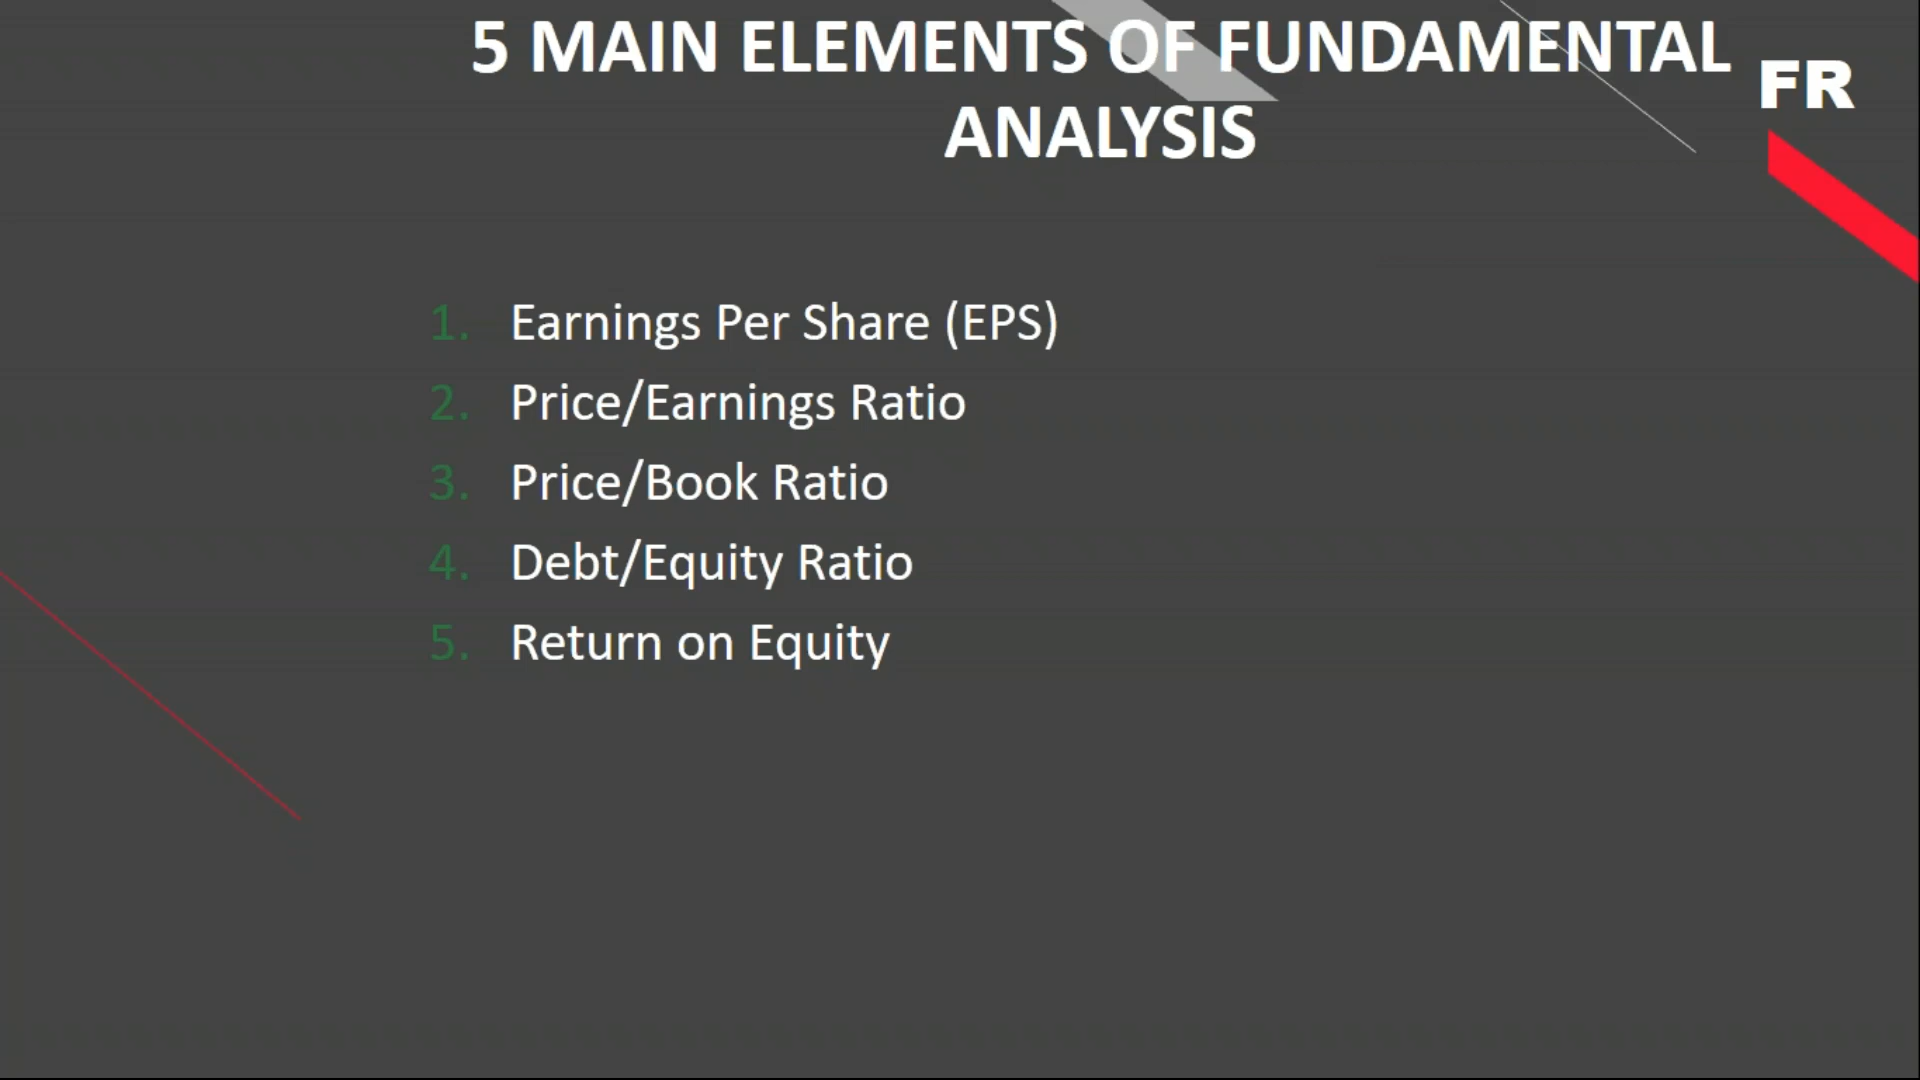 5 MAIN ELEMENTS OF FUNDAMENTAL
ANALYSIS
FR
1. Earnings Per Share (EPS)
2. Price/Earnings Ratio
3. Price/Book Ratio
4. Debt/Equity Ratio
5. Return on Equity